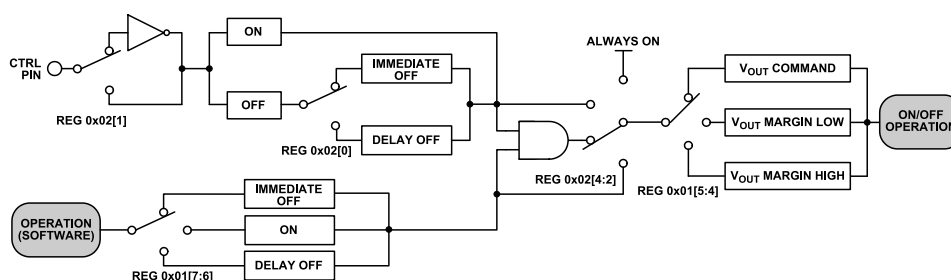 CTRL
PIN
REG 0x02[1]
ON
OFF
IMMEDIATE
OFF
REG 0x02[0]
DELAY OFF
ALWAYS ON
REG 0x02[4:2]
REG 0x01[5:4]
VOUT COMMAND
VOUT MARGIN LOW
VOUT MARGIN HIGH
ON/OFF
OPERATION
OPERATION
(SOFTWARE)
REG 0x01[7:6]
IMMEDIATE
OFF
ON
DELAY OFF